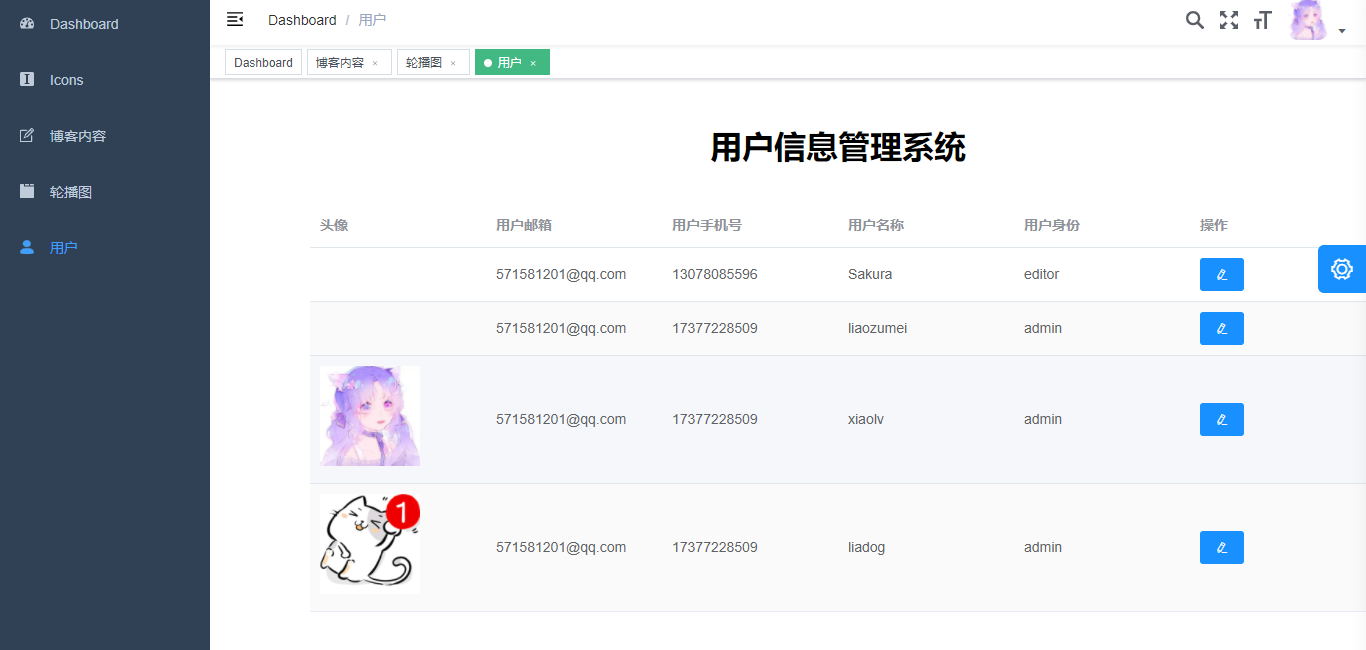 Dashboard
Icons
博客内容
轮播图
用户
Dashboard / 用户
Dashboard 博客内容 × 轮播图 × 用户 ×
用户信息管理系统
头像 用户邮箱 用户手机号 用户名称 用户身份 操作
571581201@qq.com 13078085596 Sakura editor
571581201@qq.com 17377228509 liaozumei admin
571581201@qq.com 17377228509 xiaolv admin
1
571581201@qq.com 17377228509 liadog admin